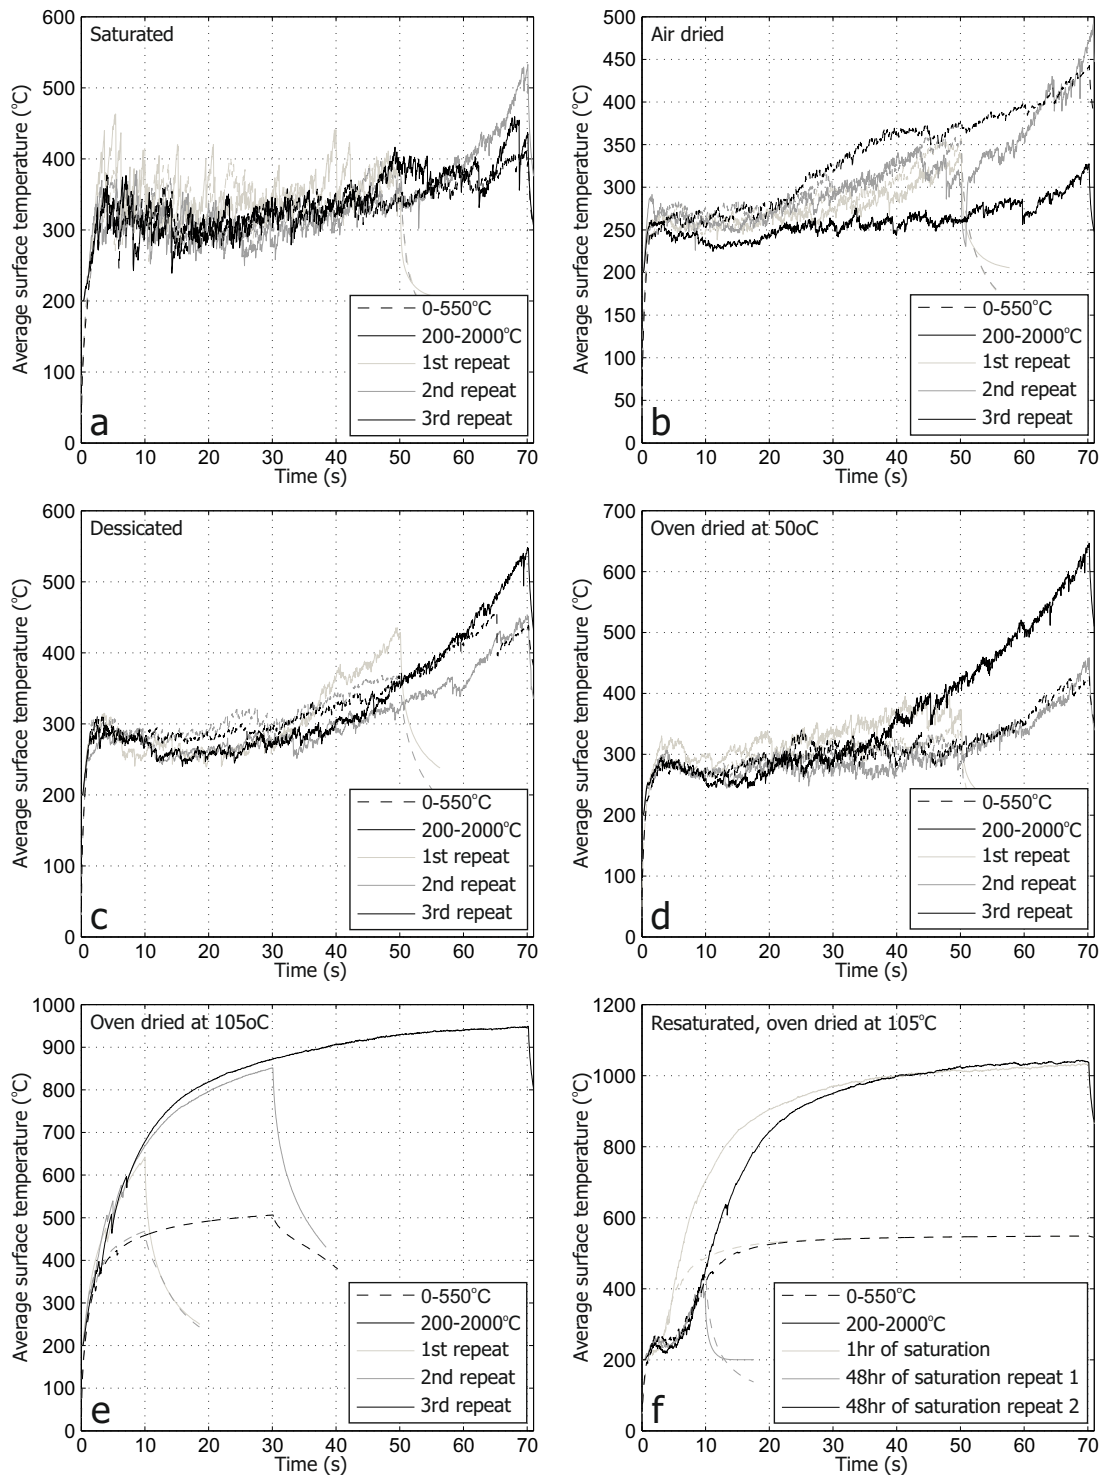 600
500
400
300
200
100
0
Average surface temperature (°C)
Saturated
0-550°C
200-2000°C
1st repeat
2nd repeat
3rd repeat
a
0 10 20 30 40 50 60 70
Time (s)
500
450
400
350
300
250
200
150
100
50
0
Average surface temperature (°C)
Air dried
0-550°C
200-2000°C
1st repeat
2nd repeat
3rd repeat
b
0 10 20 30 40 50 60 70
Time (s)
600
500
400
300
200
100
0
Average surface temperature (°C)
Dessicated
0-550°C
200-2000°C
1st repeat
2nd repeat
3rd repeat
c
0 10 20 30 40 50 60 70
Time (s)
700
600
500
400
300
200
100
0
Average surface temperature (°C)
Oven dried at 50oC
0-550°C
200-2000°C
1st repeat
2nd repeat
3rd repeat
d
0 10 20 30 40 50 60 70
Time (s)
1000
900
800
700
600
500
400
300
200
100
0
Average surface temperature (°C)
Oven dried at 105oC
0-550°C
200-2000°C
1st repeat
2nd repeat
3rd repeat
e
0 10 20 30 40 50 60 70
Time (s)
1200
1000
800
600
400
200
0
Average surface temperature (°C)
Resaturated, oven dried at 105°C
0-550°C
200-2000°C
1hr of saturation
48hr of saturation repeat 1
48hr of saturation repeat 2
f
0 10 20 30 40 50 60 70
Time (s)